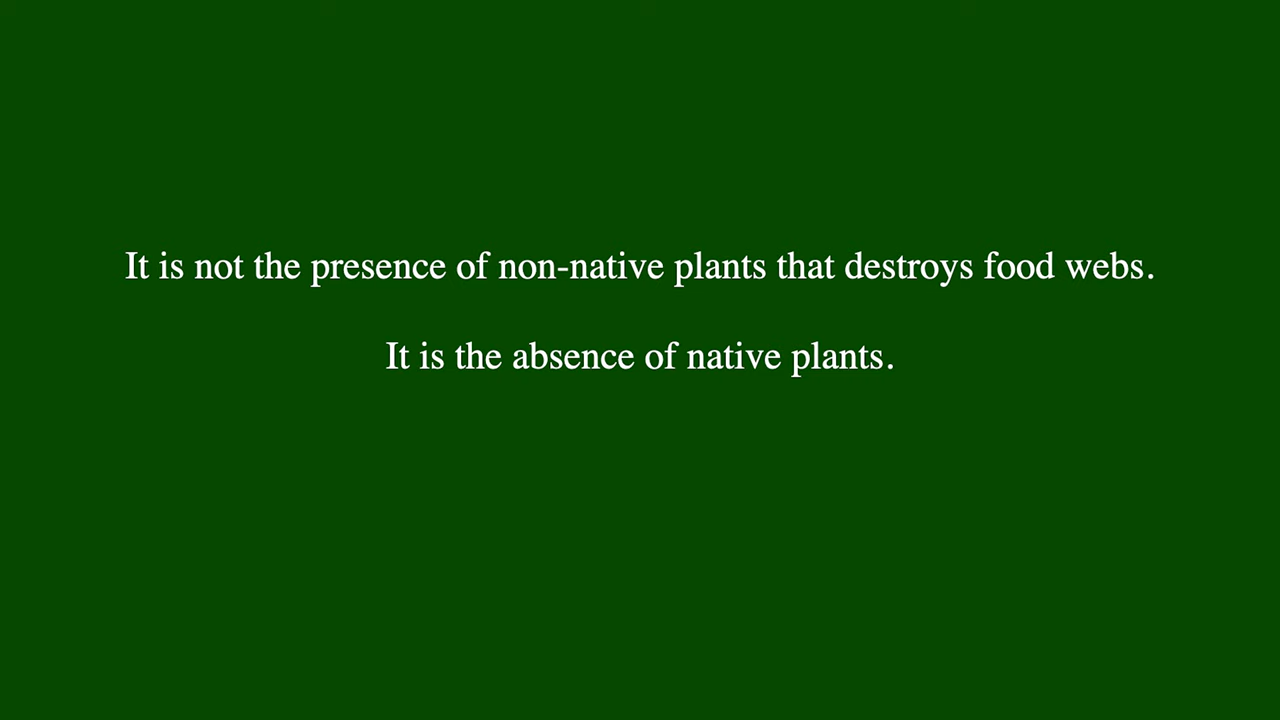 It is not the presence of non-native plants that destroys food webs.
It is the absence of native plants.